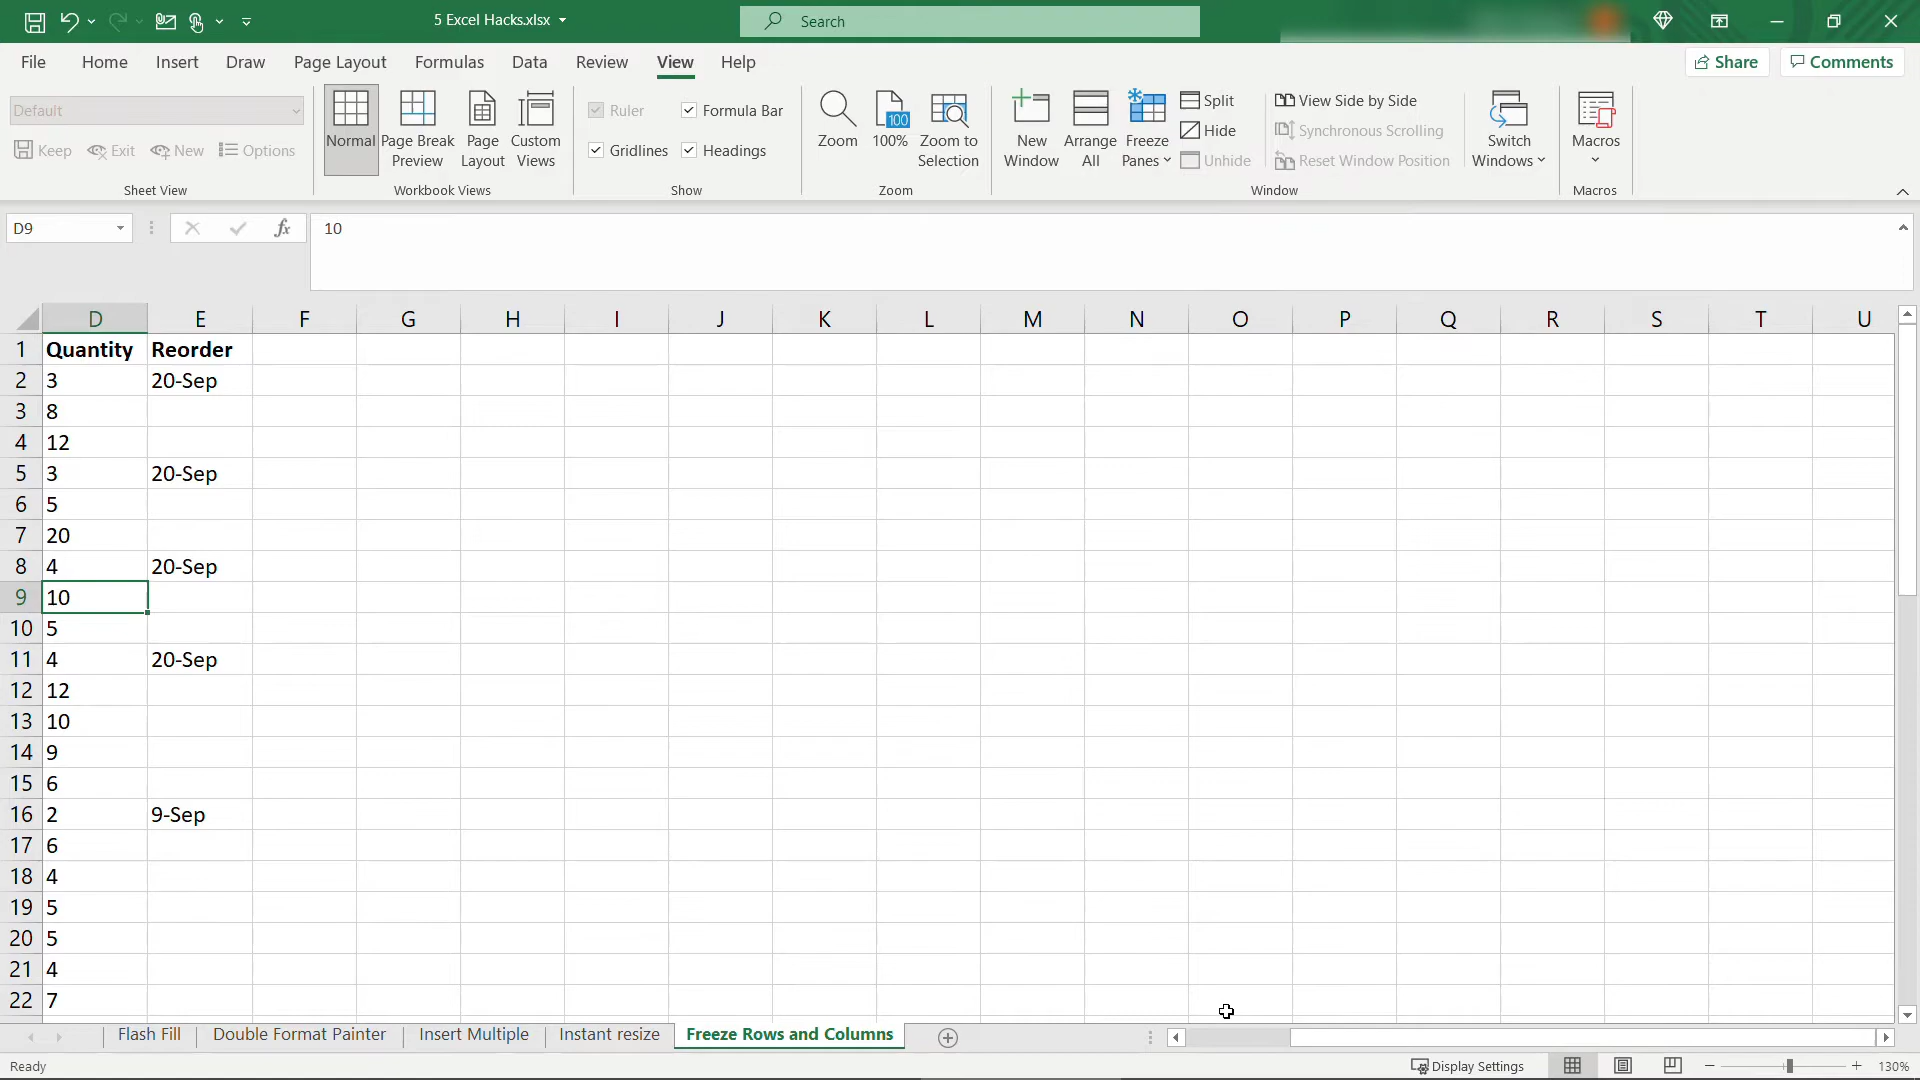 5 Excel Hacks.xlsx
Search
File Home Insert Draw Page Layout Formulas Data Review View Help
Share Comments
Default
Keep Exit New Options
Sheet View
Normal
Page Break Preview
Page Layout
Custom Views
Workbook Views
Ruler Formula Bar
Gridlines Headings
Show
Zoom
100
100%
Zoom to Selection
Zoom
New Window
Arrange All
Freeze Panes
Split
Hide
Unhide
View Side by Side
Synchronous Scrolling
Reset Window Position
Window
Switch Windows
Macros
Macros
D9 fx 10
D E F G H I J K L M N O P Q R S T U
1 Quantity Reorder
2 3 20-Sep
3 8
4 12
5 3 20-Sep
6 5
7 20
8 4 20-Sep
9 10
10 5
11 4 20-Sep
12 12
13 10
14 9
15 6
16 2 9-Sep
17 6
18 4
19 5
20 5
21 4
22 7
Flash Fill Double Format Painter Insert Multiple Instant resize Freeze Rows and Columns
Ready Display Settings 130%